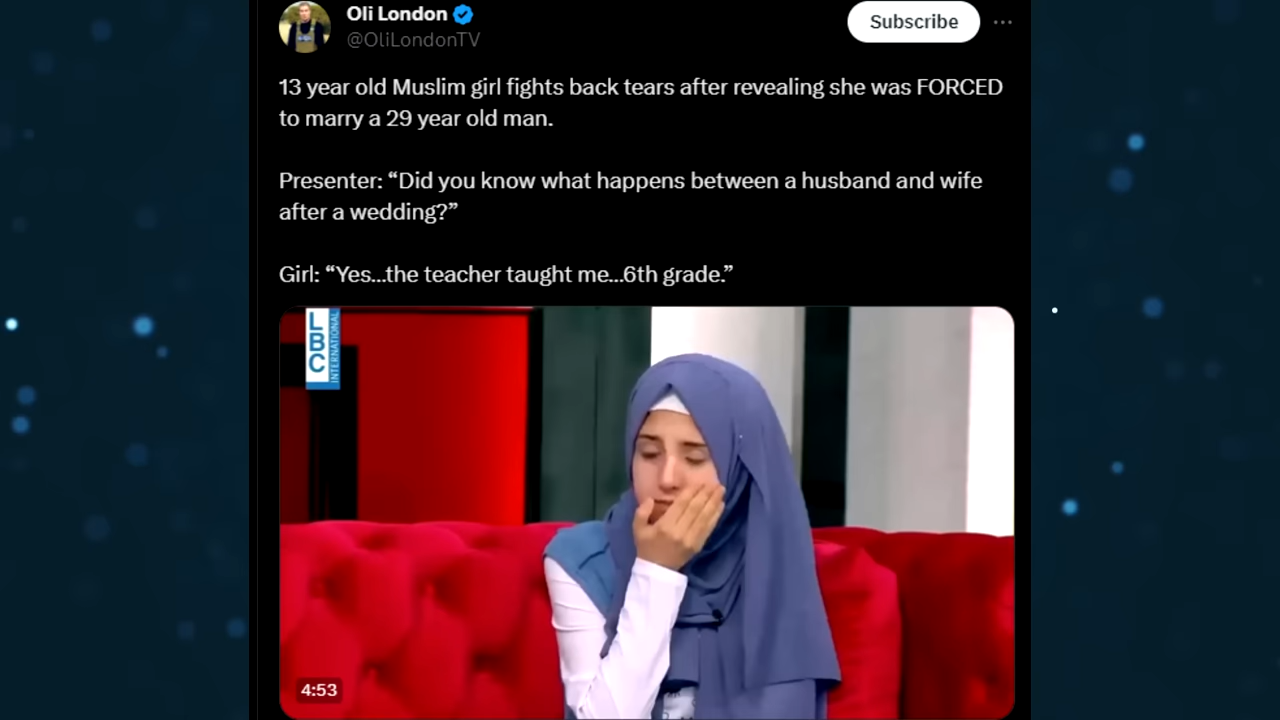 Oli London
@OliLondonTV
Subscribe
13 year old Muslim girl fights back tears after revealing she was FORCED
to marry a 29 year old man.
Presenter: “Did you know what happens between a husband and wife
after a wedding?”
Girl: “Yes...the teacher taught me...6th grade.”
LBC
INTERNATIONAL
4:53